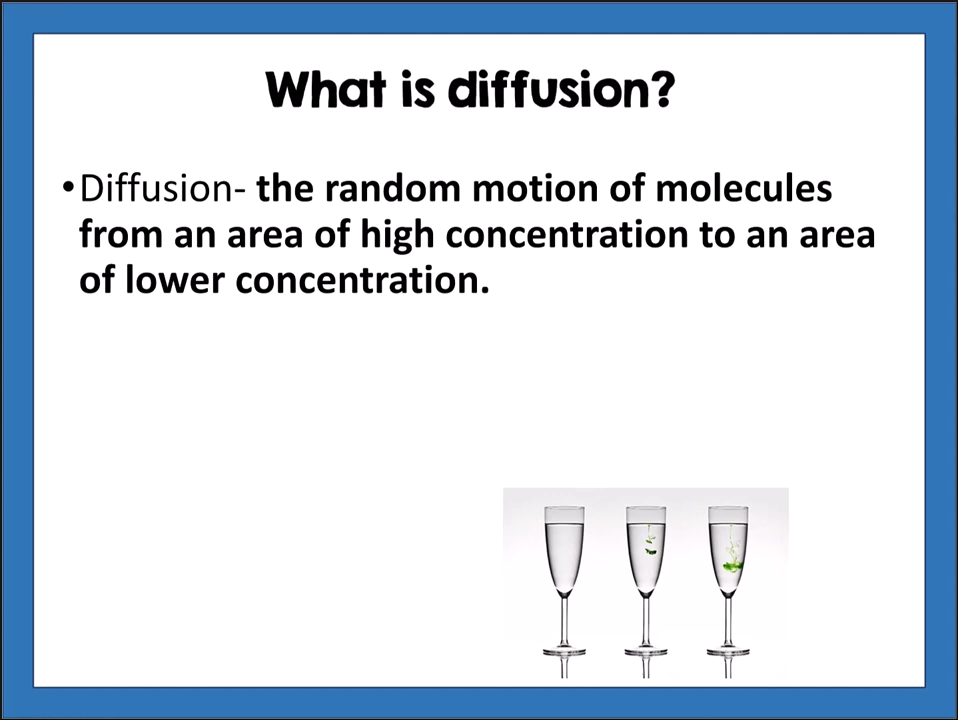 What is diffusion?
•Diffusion- the random motion of molecules
from an area of high concentration to an area
of lower concentration.